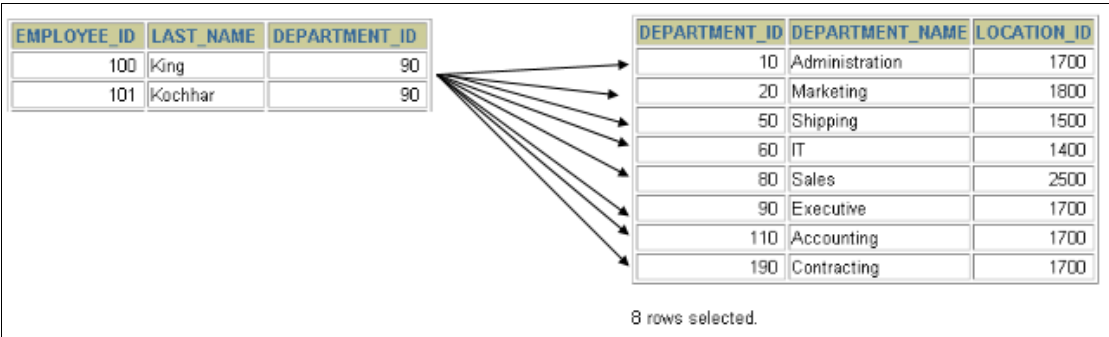 EMPLOYEE_ID LAST_NAME DEPARTMENT_ID
100 King 90
101 Kochhar 90
DEPARTMENT_ID DEPARTMENT_NAME LOCATION_ID
10 Administration 1700
20 Marketing 1800
50 Shipping 1500
60 IT 1400
80 Sales 2500
90 Executive 1700
110 Accounting 1700
190 Contracting 1700
8 rows selected.